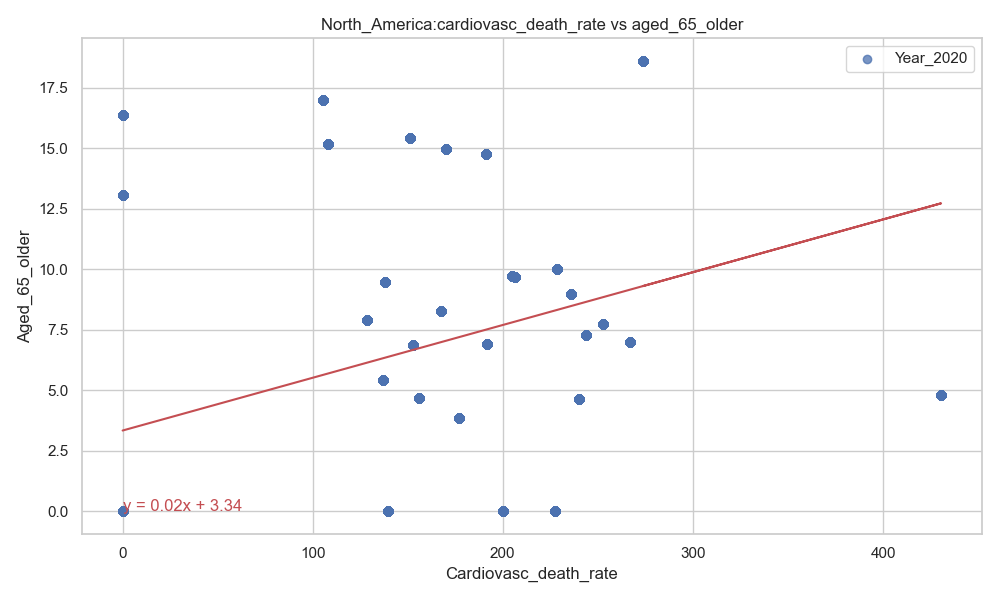 North_America:cardiovasc_death_rate vs aged_65_older
Year_2020
17.5
15.0
12.5
10.0
7.5
5.0
2.5
0.0
Aged_65_older
y = 0.02x + 3.34
0 100 200 300 400
Cardiovasc_death_rate